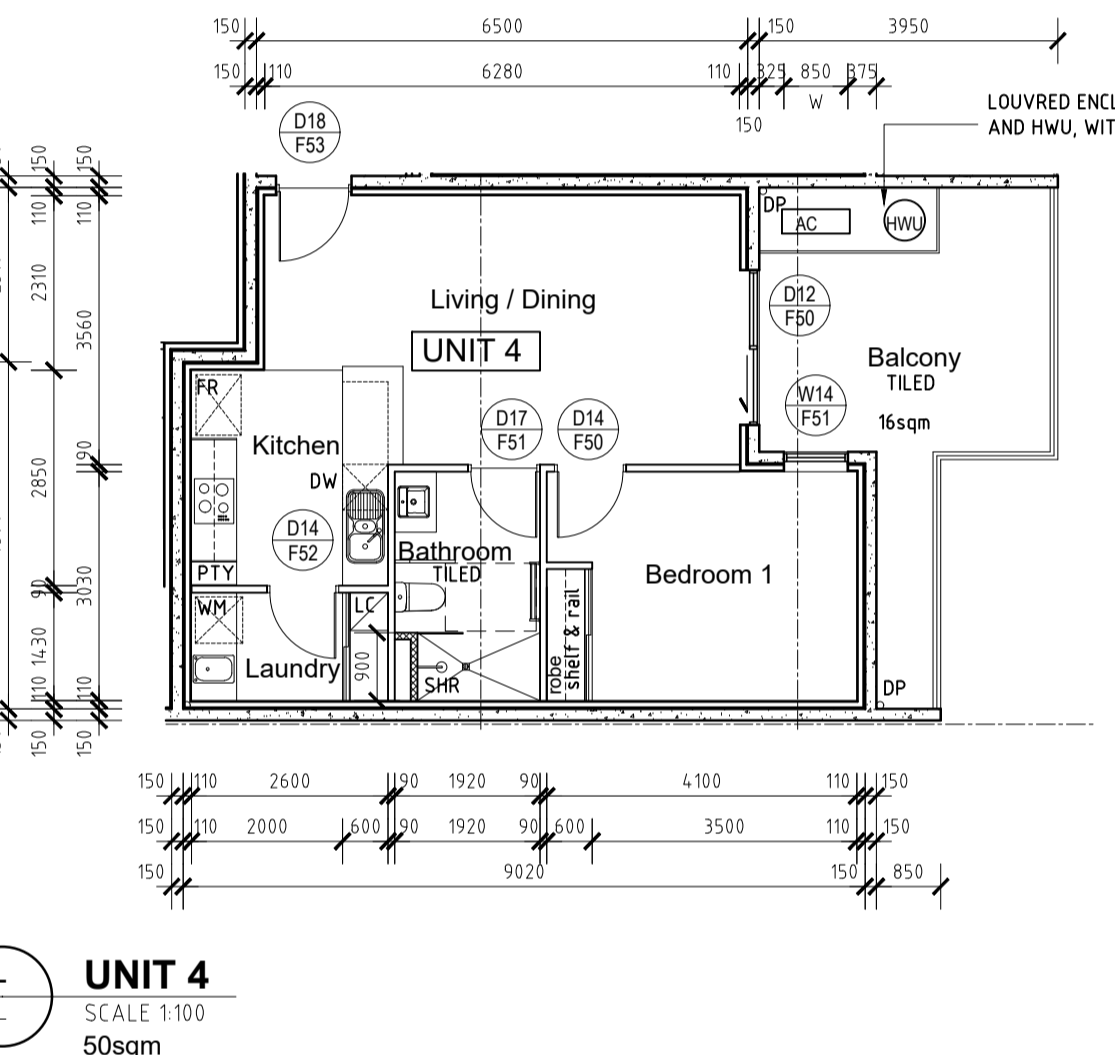 150 6500 150 3950
150 110 6280 110 325 850 375
W
150
LOUVRED ENCL
AND HWU, WIT
D18
F53
150 150
110 110
2310
3560
2850
90
90
3030
1430
110 110
150 150
DP
AC
HWU
Living / Dining
UNIT 4
D12
F50
Balcony
TILED
16sqm
W14
F51
FR
Kitchen
D17
F51
D14
F50
DW
D14
F52
Bathroom
TILED
PTY
Bedroom 1
WM
LC
Laundry
900
SHR
robe
shelf & rail
DP
150 110 2600 90 1920 90 4100 110 150
150 110 2000 600 90 1920 90 600 3500 110 150
150 9020 150 850
UNIT 4
SCALE 1:100
50sqm